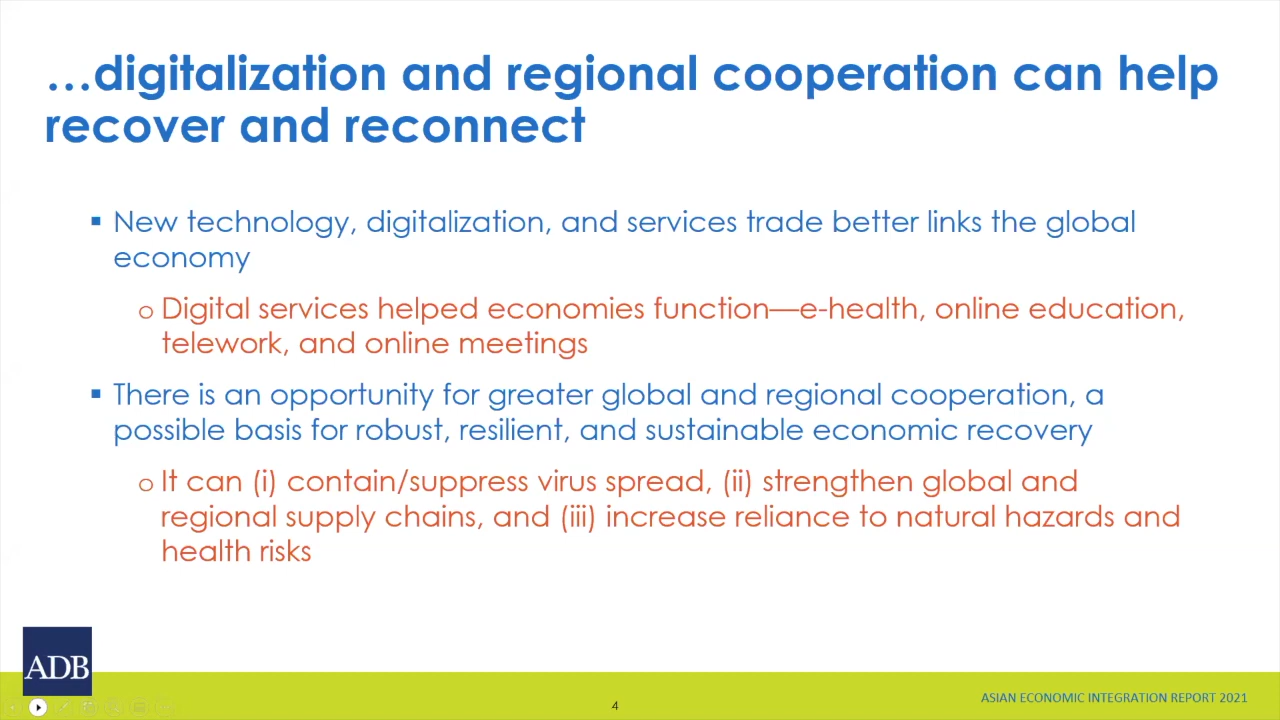 …digitalization and regional cooperation can help
recover and reconnect
▪ New technology, digitalization, and services trade better links the global
economy
o Digital services helped economies function—e-health, online education,
telework, and online meetings
▪ There is an opportunity for greater global and regional cooperation, a
possible basis for robust, resilient, and sustainable economic recovery
o It can (i) contain/suppress virus spread, (ii) strengthen global and
regional supply chains, and (iii) increase reliance to natural hazards and
health risks
ADB
4
ASIAN ECONOMIC INTEGRATION REPORT 2021